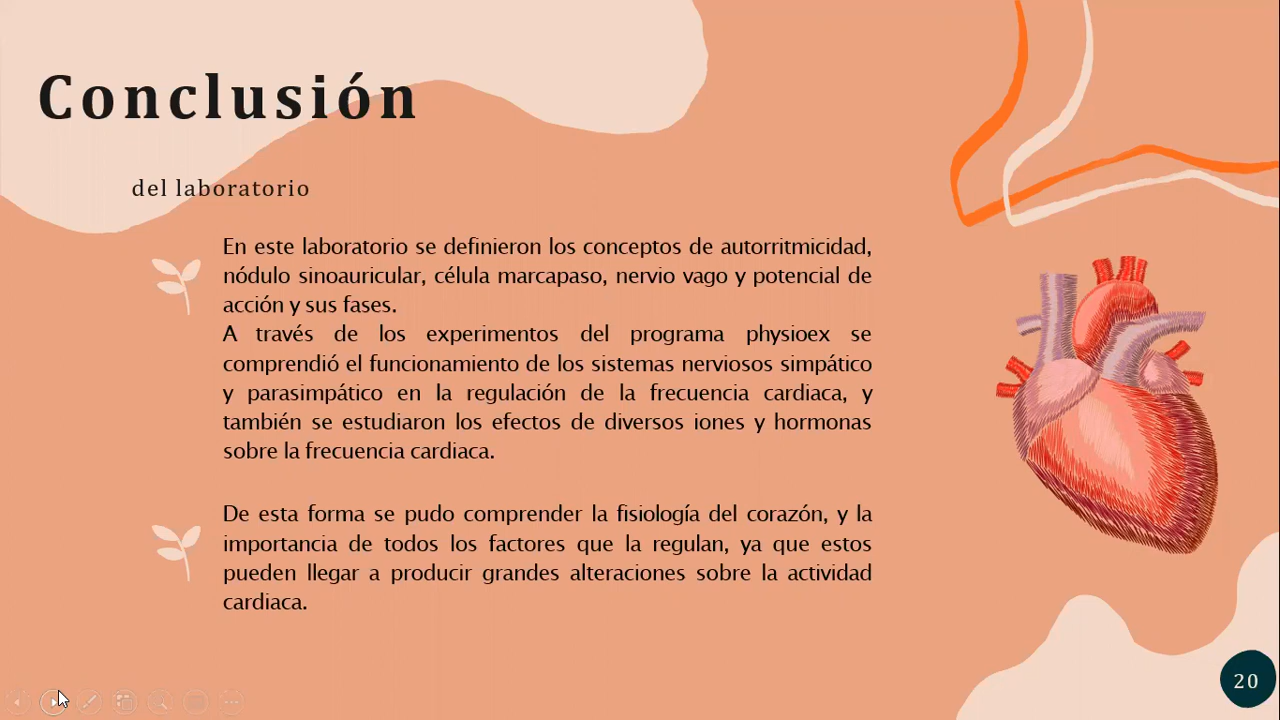 Conclusión
del laboratorio
En este laboratorio se definieron los conceptos de autorritmicidad,
nódulo sinoauricular, célula marcapaso, nervio vago y potencial de
acción y sus fases.
A través de los experimentos del programa physioex se
comprendió el funcionamiento de los sistemas nerviosos simpático
y parasimpático en la regulación de la frecuencia cardiaca, y
también se estudiaron los efectos de diversos iones y hormonas
sobre la frecuencia cardiaca.
De esta forma se pudo comprender la fisiología del corazón, y la
importancia de todos los factores que la regulan, ya que estos
pueden llegar a producir grandes alteraciones sobre la actividad
cardiaca.
20